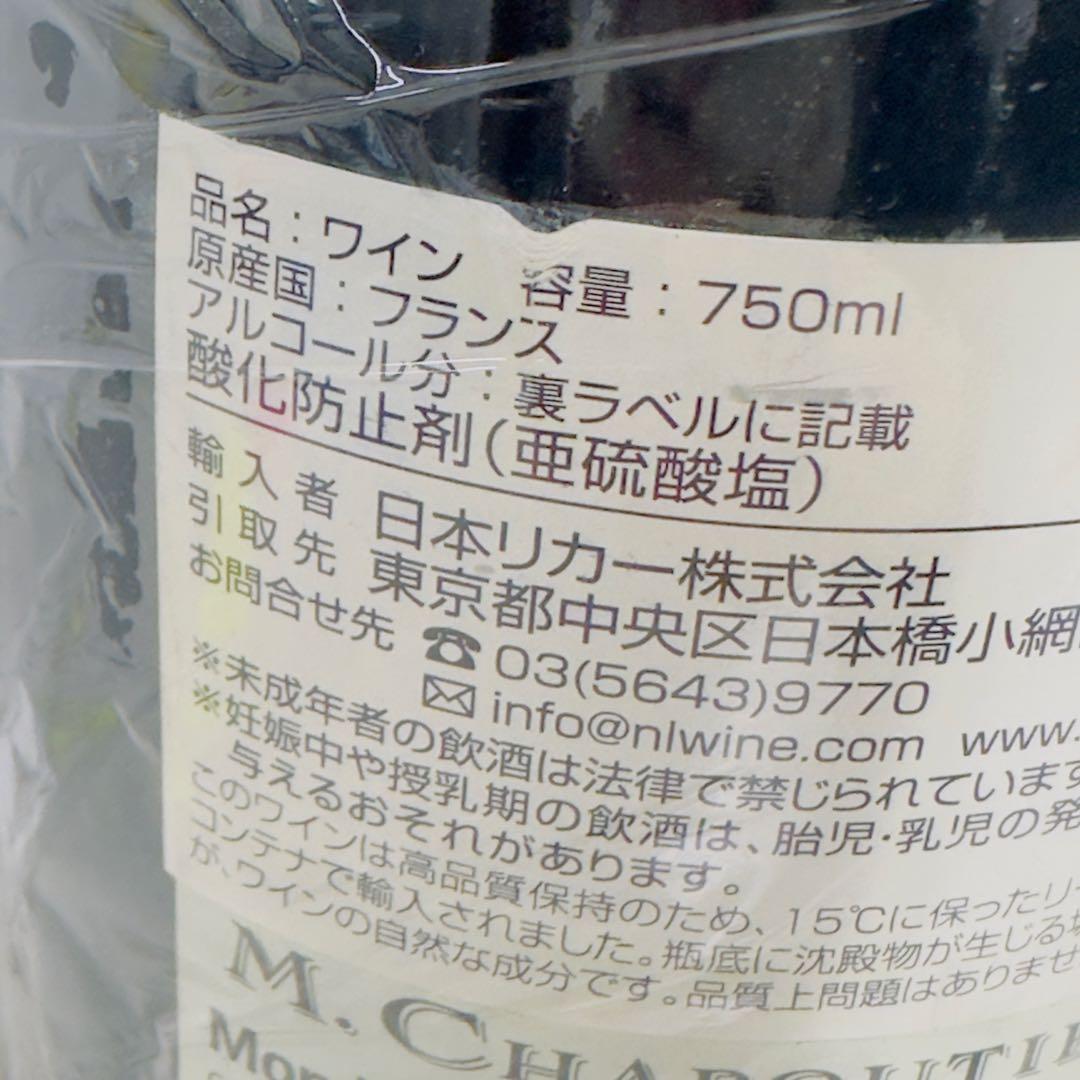 品名：ワイン 容量：750ml
原産国：フランス
アルコール分：裏ラベルに記載
酸化防止剤(亜硫酸塩)
輸入者 日本リカー株式会社
引取先 東京都中央区日本橋小網
お問合せ先 ☎03(5643)9770
✉info@nlwine.com www.
※未成年者の飲酒は法律で禁じられています
※妊娠中や授乳期の飲酒は、胎児・乳児の発
与えるおそれがあります。
このワインは高品質保持のため、15℃に保ったリ
コンテナで輸入されました。瓶底に沈殿物が生じる場
が、ワインの自然な成分です。品質上問題はありませ
M. CHAPOUTIE